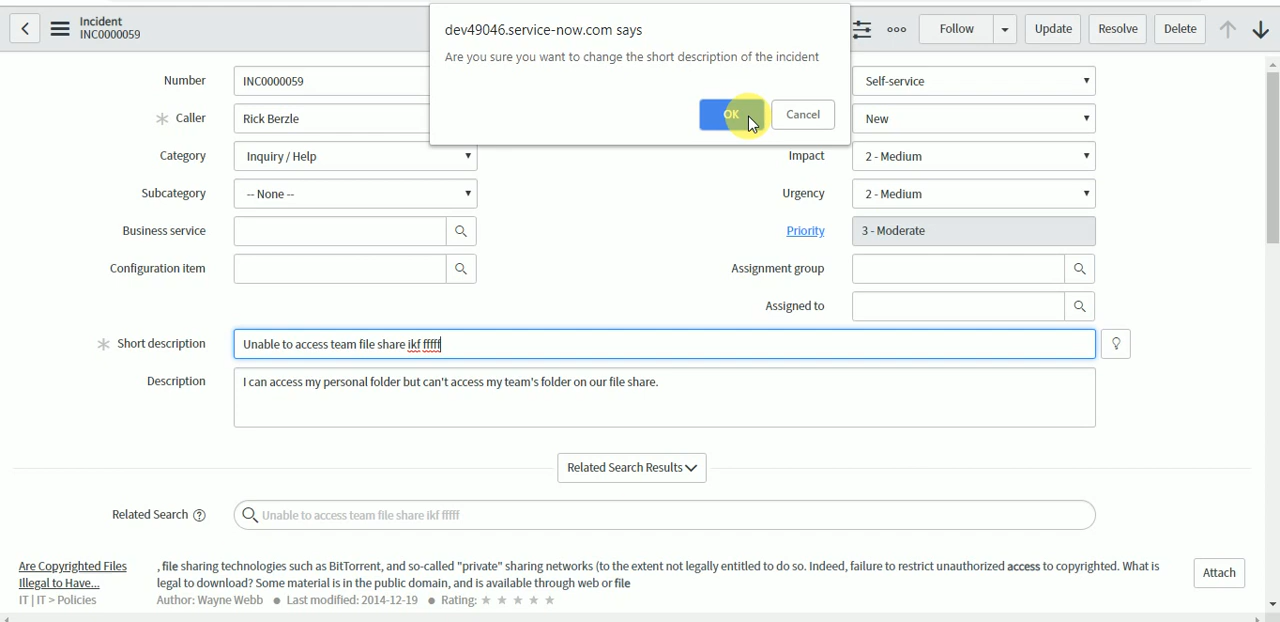 Incident
INC0000059
dev49046.service-now.com says
Are you sure you want to change the short description of the incident
OK
Cancel
Follow
Update
Resolve
Delete
Number
INC0000059
Self-service
Caller
Rick Berzle
New
Category
Inquiry / Help
Impact
2 - Medium
Subcategory
-- None --
Urgency
2 - Medium
Business service
Priority
3 - Moderate
Configuration item
Assignment group
Assigned to
Short description
Unable to access team file share ikf fffff
Description
I can access my personal folder but can't access my team's folder on our file share.
Related Search Results
Related Search
Unable to access team file share ikf fffff
Are Copyrighted Files
Illegal to Have...
IT | IT > Policies
, file sharing technologies such as BitTorrent, and so-called "private" sharing networks (to the extent not legally entitled to do so. Indeed, failure to restrict unauthorized access to copyrighted. What is
legal to download? Some material is in the public domain, and is available through web or file
Author: Wayne Webb ● Last modified: 2014-12-19 ● Rating:
Attach